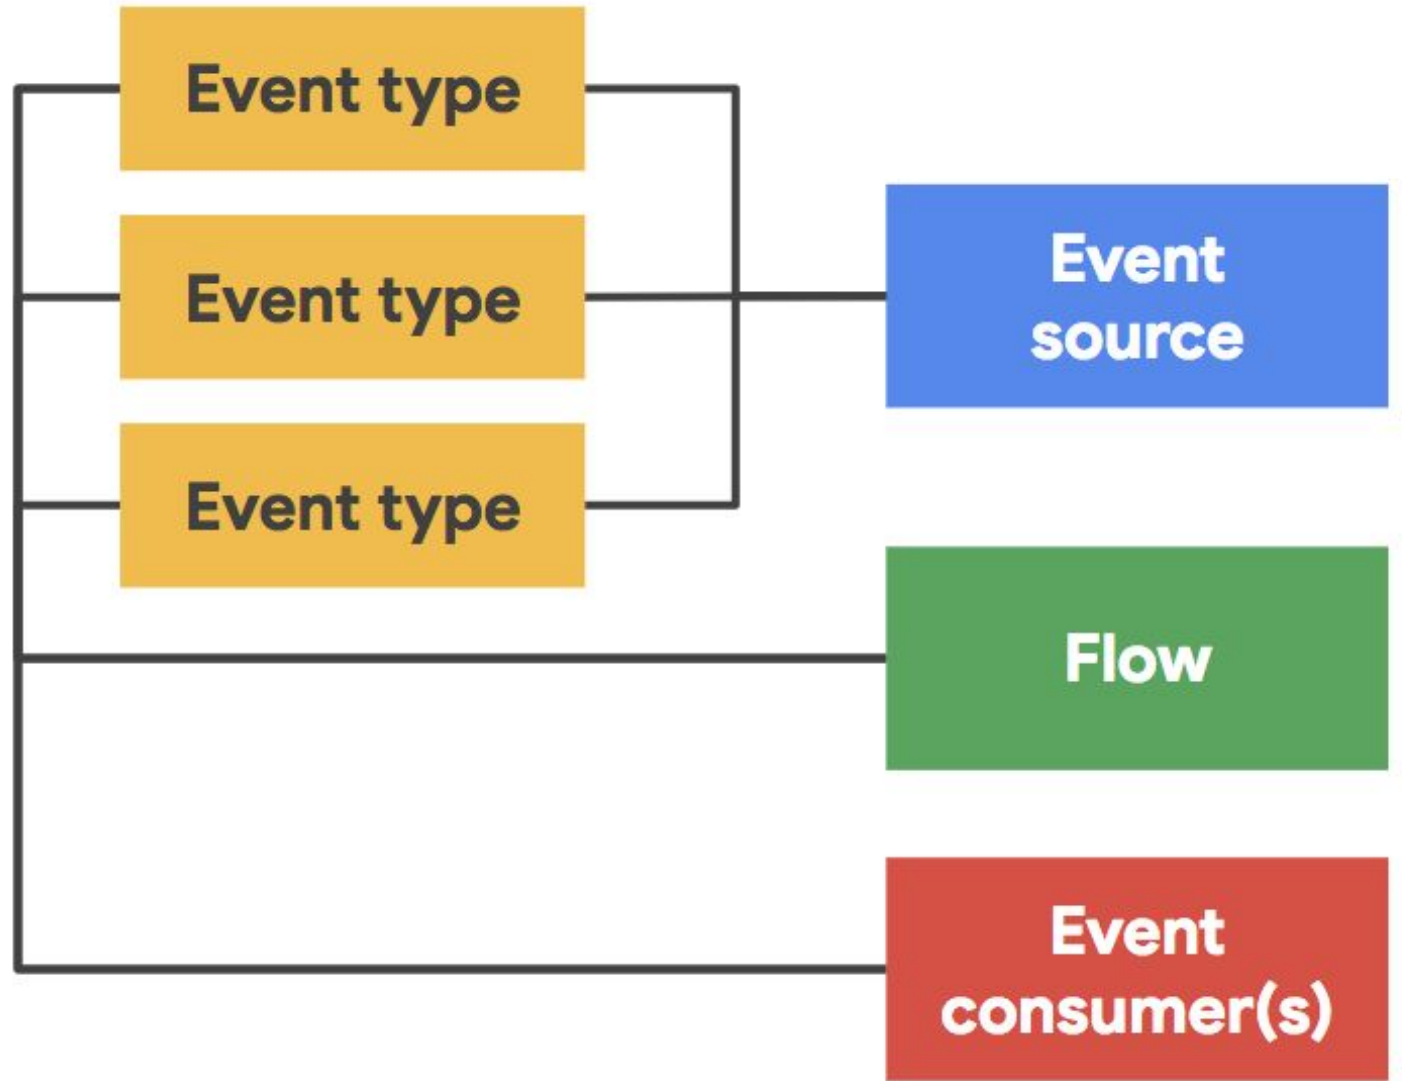 Event type
Event type
Event type
Event
source
Flow
Event
consumer(s)